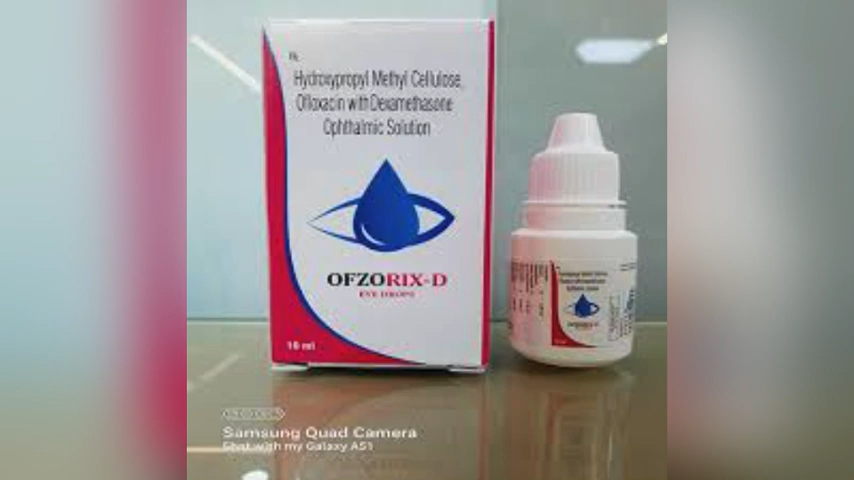 Rx
Hydroxypropyl Methyl Cellulose,
Ofloxacin with Dexamethasone
Ophthalmic Solution
OFZORIX-D
EYE DROPS
10 ml
OFZORIX-D
Samsung Quad Camera
Shot with my Galaxy A51